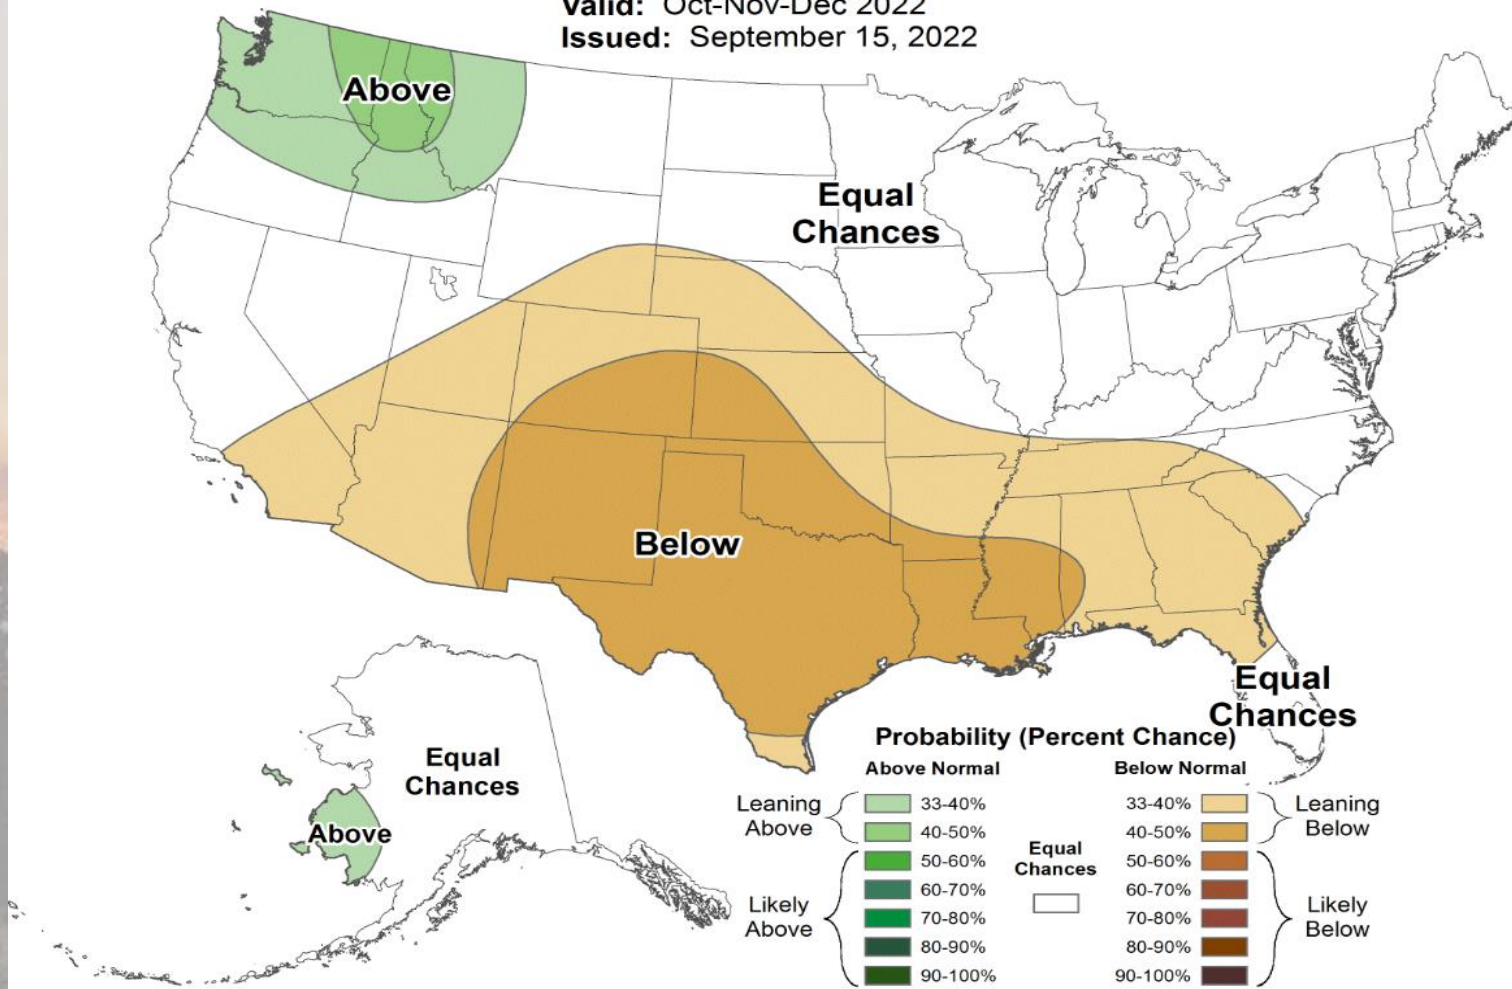 Valid: Oct-Nov-Dec 2022
Issued: September 15, 2022
Above
Equal
Chances
Below
Equal
Chances
Equal
Chances
Above
Probability (Percent Chance)
Above Normal
Below Normal
Leaning
Above
33-40%
40-50%
50-60%
60-70%
70-80%
80-90%
90-100%
Likely
Above
Equal
Chances
33-40%
40-50%
50-60%
60-70%
70-80%
80-90%
90-100%
Leaning
Below
Likely
Below